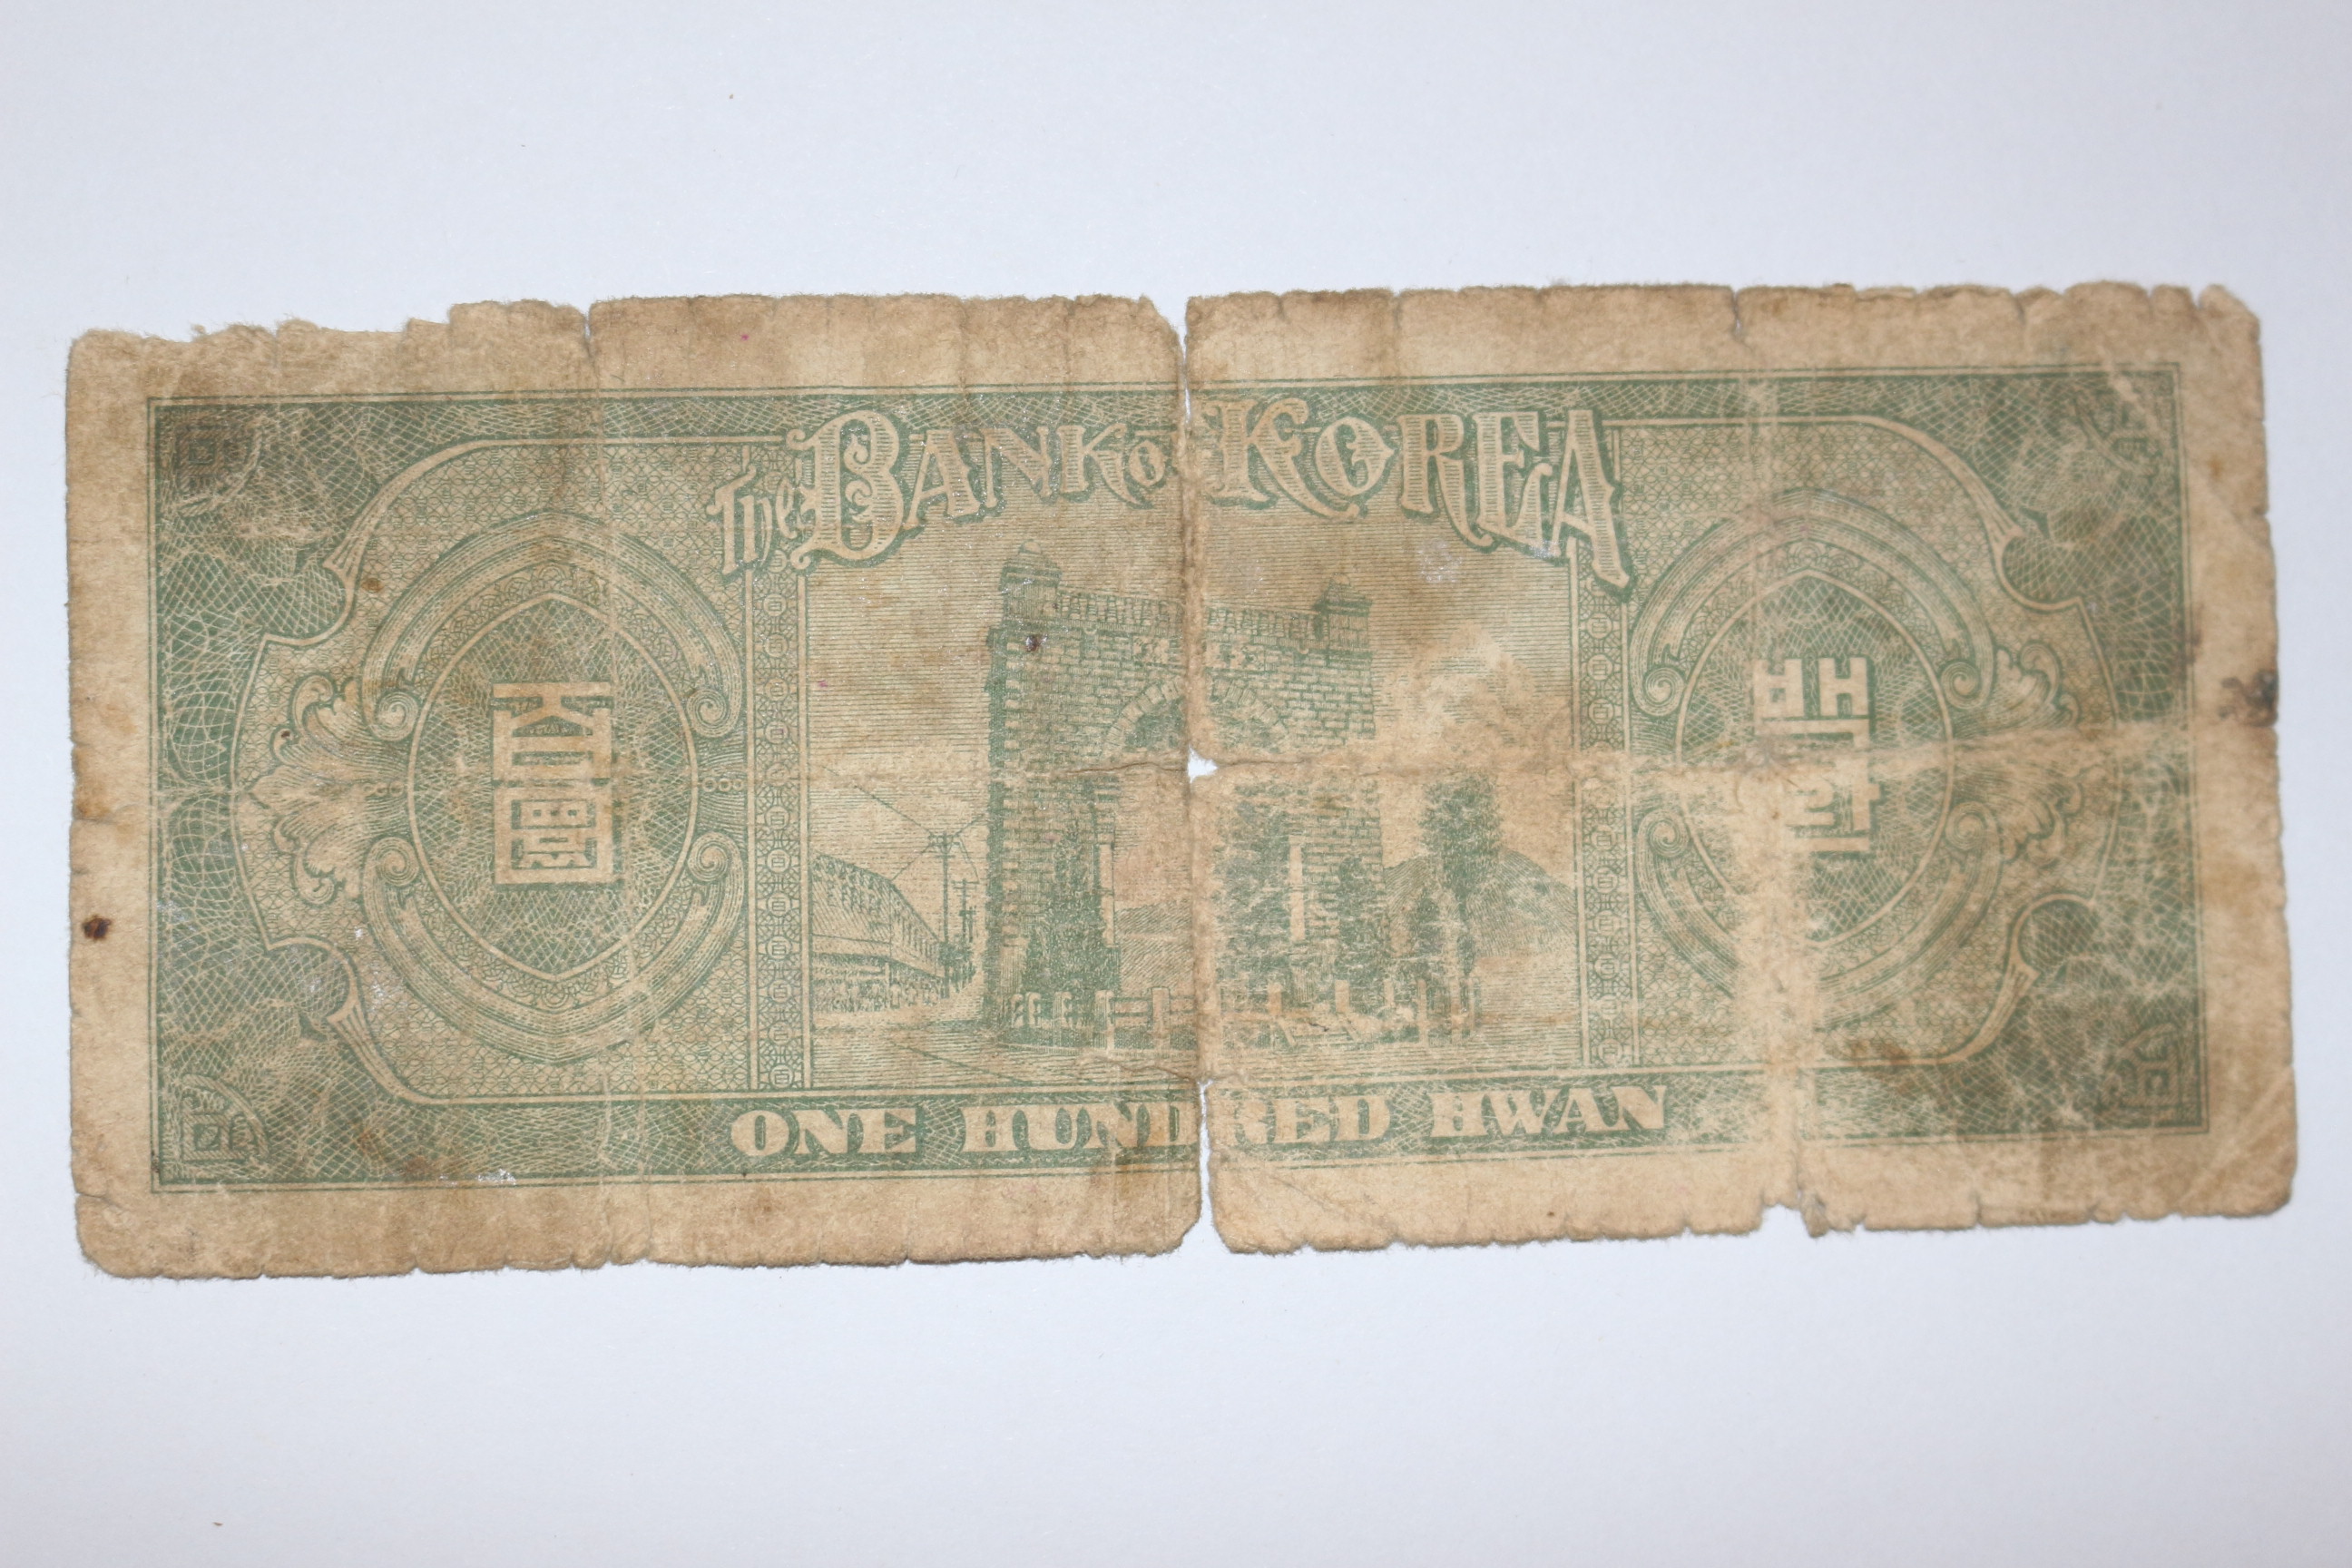 The BANK of KOREA
百圜
백환
ONE HUNDRED HWAN